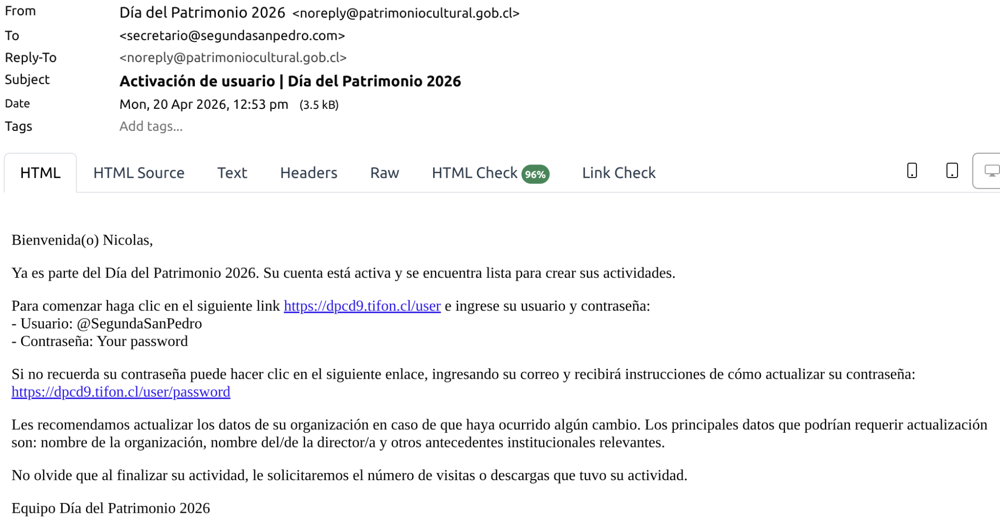 From Día del Patrimonio 2026 <noreply@patrimoniocultural.gob.cl>
To <secretario@segundasanpedro.com>
Reply-To <noreply@patrimoniocultural.gob.cl>
Subject Activación de usuario | Día del Patrimonio 2026
Date Mon, 20 Apr 2026, 12:53 pm (3.5 kB)
Tags Add tags...
HTML HTML Source Text Headers Raw HTML Check 96% Link Check
Bienvenida(o) Nicolas,
Ya es parte del Día del Patrimonio 2026. Su cuenta está activa y se encuentra lista para crear sus actividades.
Para comenzar haga clic en el siguiente link https://dpcd9.tifon.cl/user e ingrese su usuario y contraseña:
- Usuario: @SegundaSanPedro
- Contraseña: Your password
Si no recuerda su contraseña puede hacer clic en el siguiente enlace, ingresando su correo y recibirá instrucciones de cómo actualizar su contraseña:
https://dpcd9.tifon.cl/user/password
Les recomendamos actualizar los datos de su organización en caso de que haya ocurrido algún cambio. Los principales datos que podrían requerir actualización
son: nombre de la organización, nombre del/de la director/a y otros antecedentes institucionales relevantes.
No olvide que al finalizar su actividad, le solicitaremos el número de visitas o descargas que tuvo su actividad.
Equipo Día del Patrimonio 2026